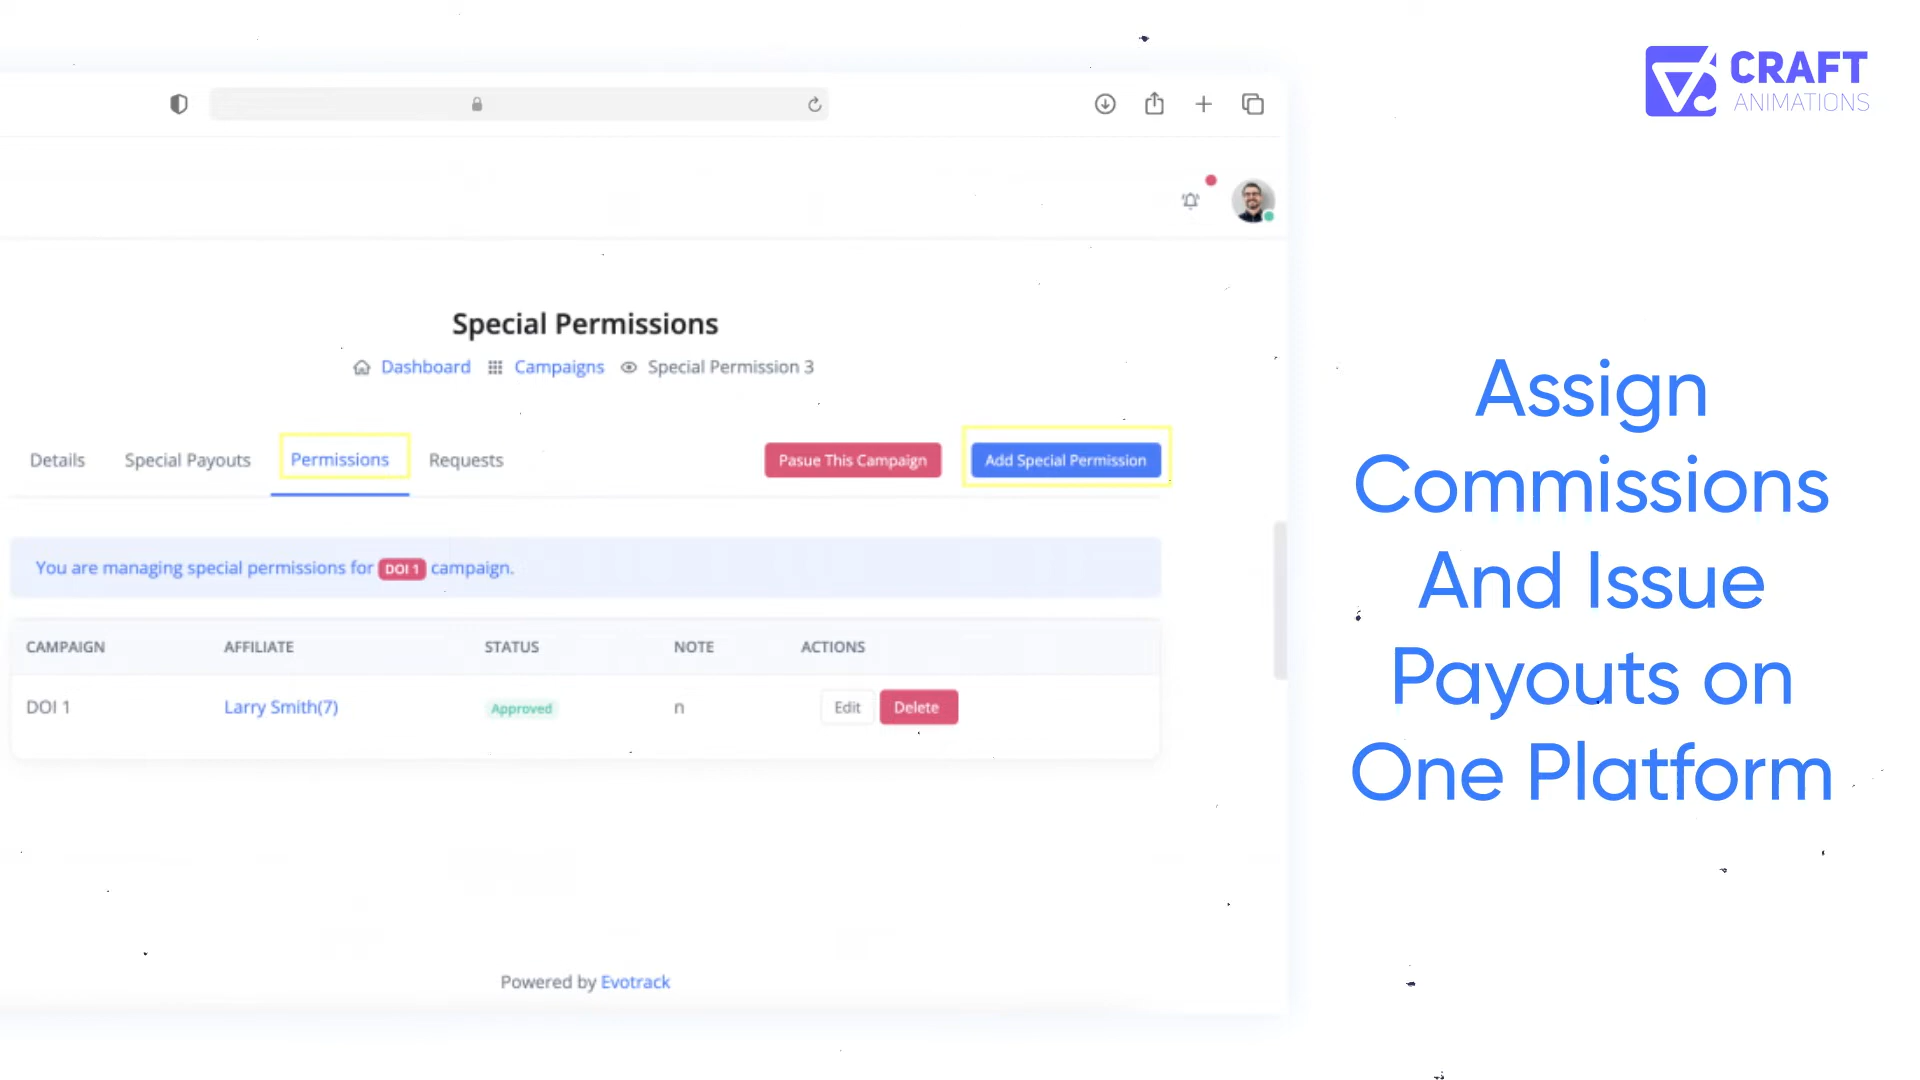 CRAFT
ANIMATIONS
Special Permissions
Dashboard Campaigns Special Permission 3
Details Special Payouts Permissions Requests Pasue This Campaign Add Special Permission
You are managing special permissions for DOI 1 campaign.
CAMPAIGN AFFILIATE STATUS NOTE ACTIONS
DOI 1 Larry Smith(7) Approved n Edit Delete
Powered by Evotrack
Assign
Commissions
And Issue
Payouts on
One Platform